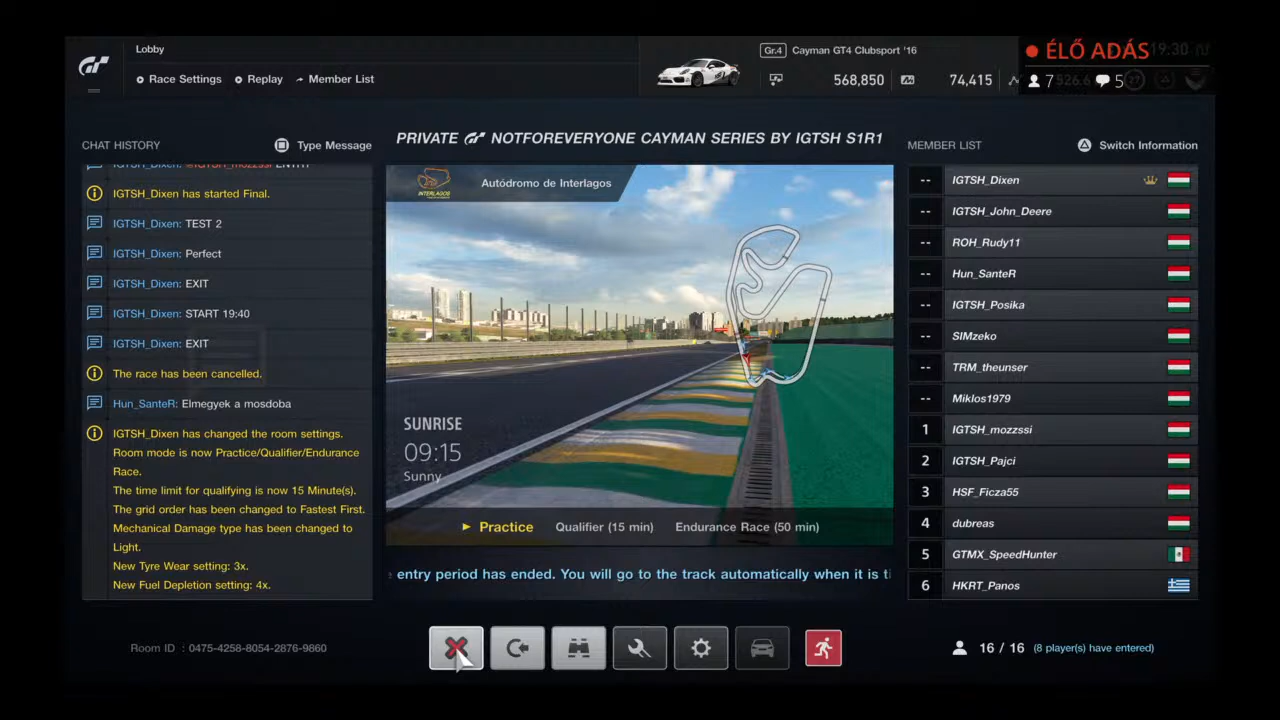 Lobby
Gr.4 Cayman GT4 Clubsport '16
ÉLŐ ADÁS 19:30
Race Settings Replay Member List
568,850 74,415
7 5
CHAT HISTORY Type Message
PRIVATE NOTFOREVERYONE CAYMAN SERIES BY IGTSH S1R1
MEMBER LIST Switch Information
IGTSH_Dixen has started Final.
IGTSH_Dixen: TEST 2
IGTSH_Dixen: Perfect
IGTSH_Dixen: EXIT
IGTSH_Dixen: START 19:40
IGTSH_Dixen: EXIT
The race has been cancelled.
Hun_SanteR: Elmegyek a mosdoba
IGTSH_Dixen has changed the room settings.
Room mode is now Practice/Qualifier/Endurance
Race.
The time limit for qualifying is now 15 Minute(s).
The grid order has been changed to Fastest First.
Mechanical Damage type has been changed to
Light.
New Tyre Wear setting: 3x.
New Fuel Depletion setting: 4x.
INTERLAGOS
Autódromo de Interlagos
SUNRISE
09:15
Sunny
Practice Qualifier (15 min) Endurance Race (50 min)
entry period has ended. You will go to the track automatically when it is
-- IGTSH_Dixen
-- IGTSH_John_Deere
-- ROH_Rudy11
-- Hun_SanteR
-- IGTSH_Posika
-- SIMzeko
-- TRM_theunser
-- Miklos1979
1 IGTSH_mozzssi
2 IGTSH_Pajci
3 HSF_Ficza55
4 dubreas
5 GTMX_SpeedHunter
6 HKRT_Panos
Room ID : 0475-4258-8054-2876-9860
16 / 16 (8 player(s) have entered)